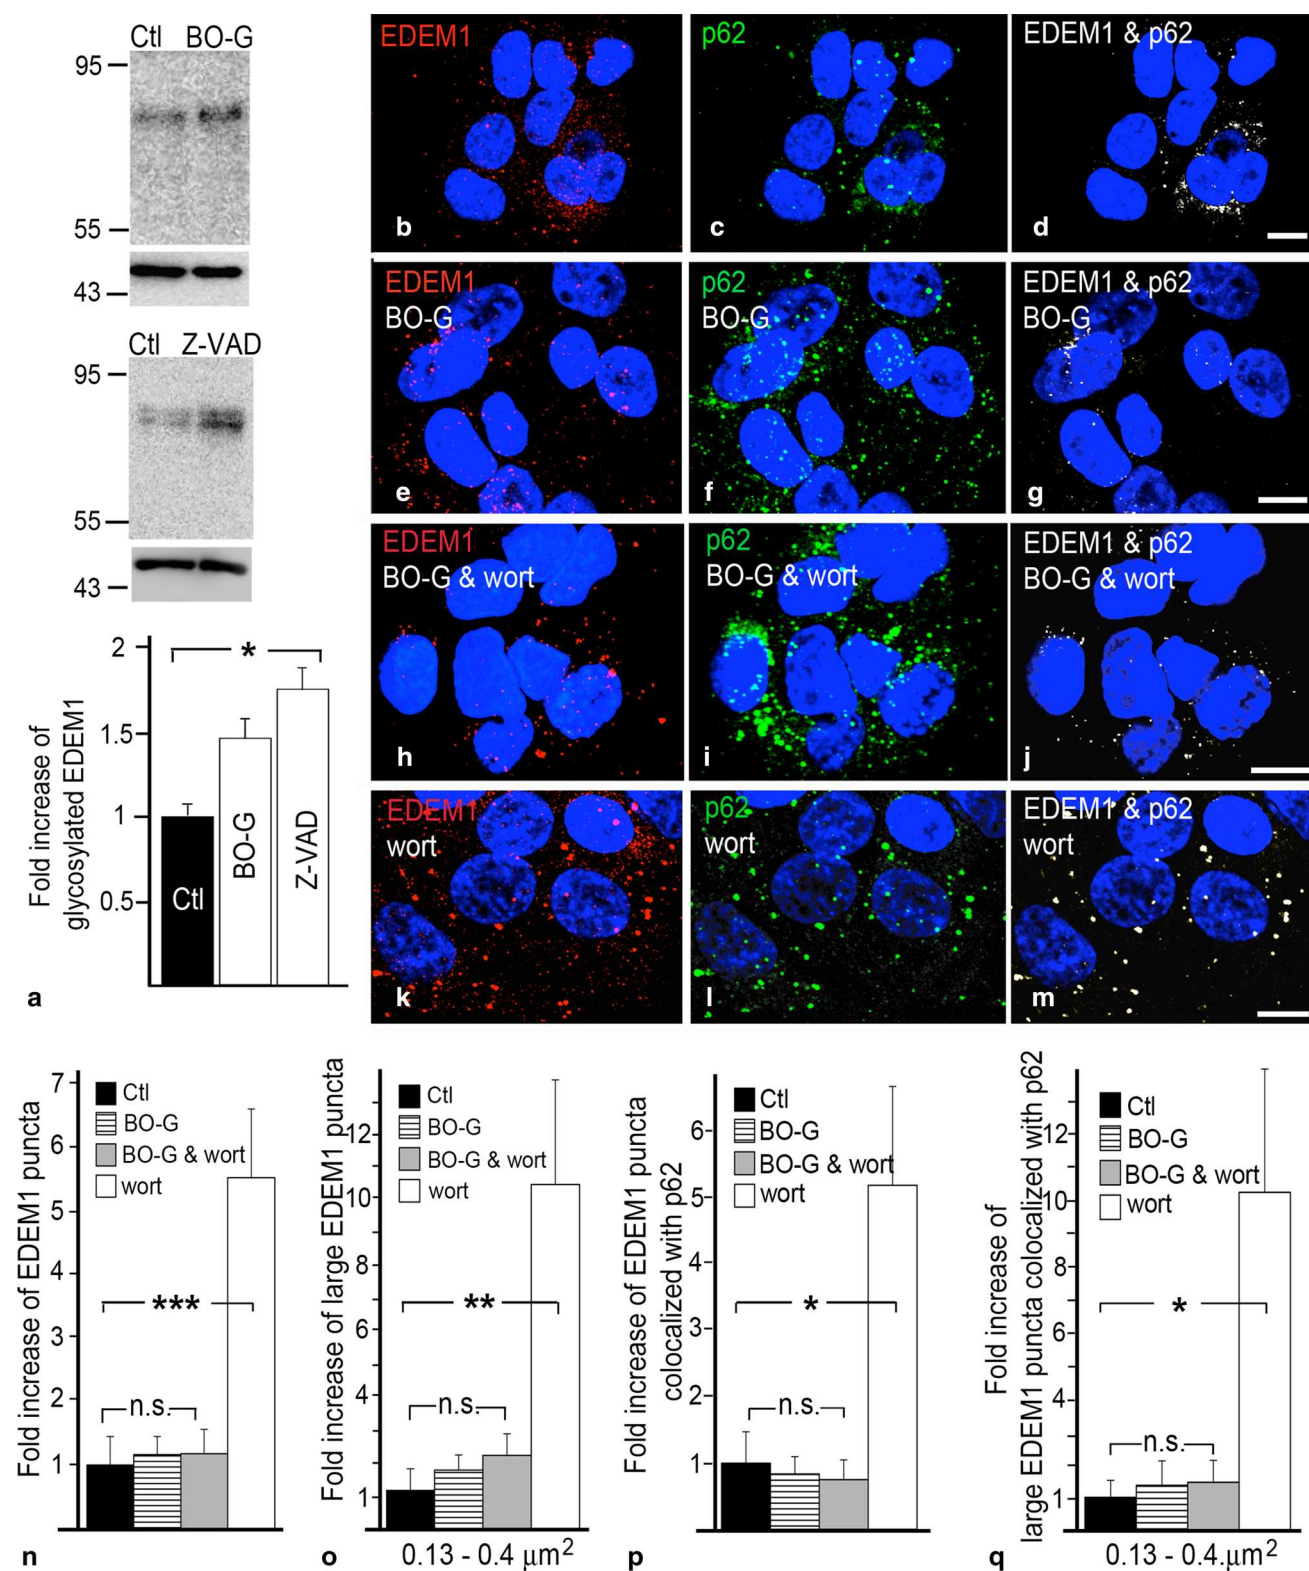 Ctl BO-G
95
55
43
Ctl Z-VAD
95
55
43
Fold increase of
glycosylated EDEM1
2
1.5
1
0.5
*
Ctl
BO-G
Z-VAD
a
EDEM1
b
p62
c
EDEM1 & p62
d
EDEM1
BO-G
e
p62
BO-G
f
EDEM1 & p62
BO-G
g
EDEM1
BO-G & wort
h
p62
BO-G & wort
i
EDEM1 & p62
BO-G & wort
j
EDEM1
wort
k
p62
wort
l
EDEM1 & p62
wort
m
Fold increase of EDEM1 puncta
7
6
5
4
3
2
1
Ctl
BO-G
BO-G & wort
wort
***
n.s.
n
Fold increase of large EDEM1 puncta
12
10
8
6
4
1
Ctl
BO-G
BO-G & wort
wort
**
n.s.
o
0.13 - 0.4 µm²
Fold increase of EDEM1 puncta
colocalized with p62
6
5
4
3
2
1
Ctl
BO-G
BO-G & wort
wort
*
n.s.
p
Fold increase of
large EDEM1 puncta colocalized with p62
12
10
8
6
4
1
Ctl
BO-G
BO-G & wort
wort
*
n.s.
q
0.13 - 0.4.µm²